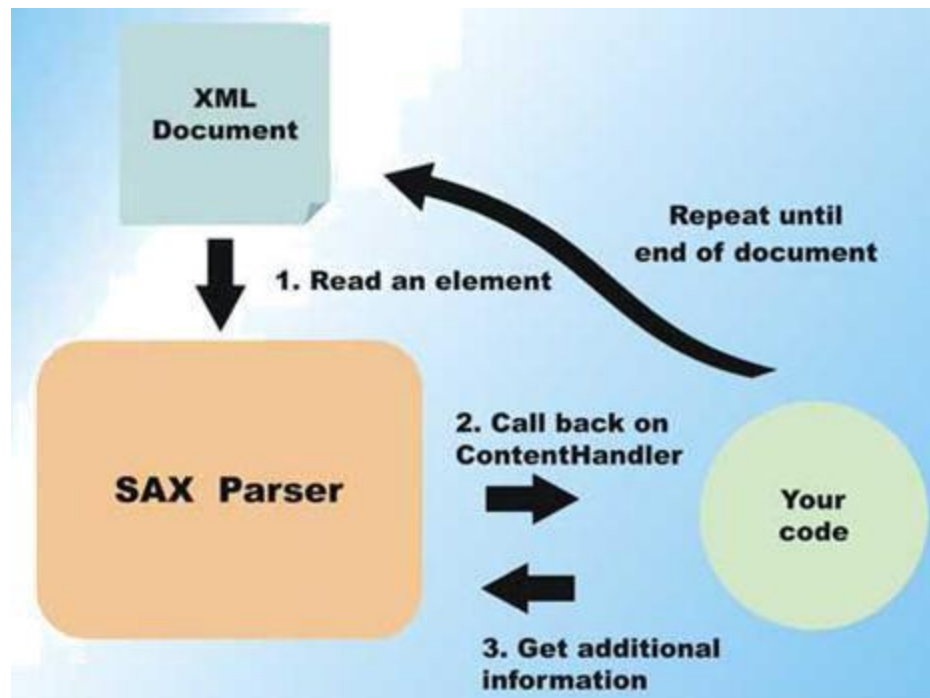 XML
Document
Repeat until
end of document
1. Read an element
2. Call back on
ContentHandler
SAX Parser
Your
code
3. Get additional
information